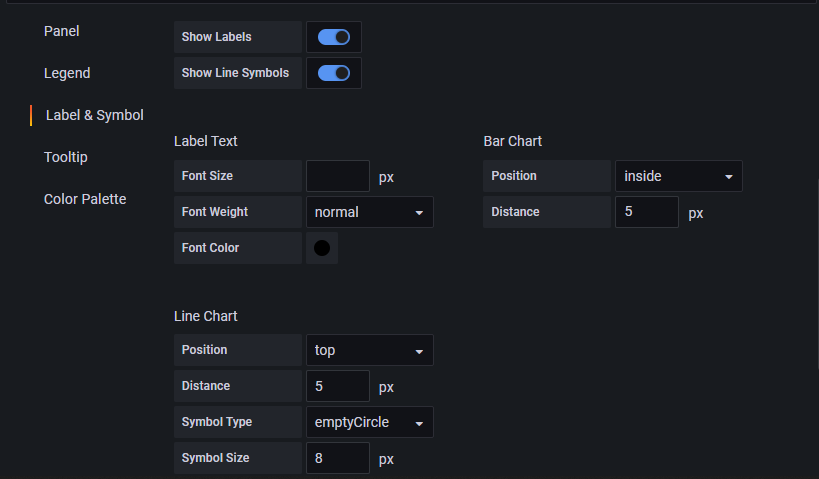 Panel
Legend
Label & Symbol
Tooltip
Color Palette
Show Labels
Show Line Symbols
Label Text
Font Size px
Font Weight normal
Font Color
Bar Chart
Position inside
Distance 5 px
Line Chart
Position top
Distance 5 px
Symbol Type emptyCircle
Symbol Size 8 px